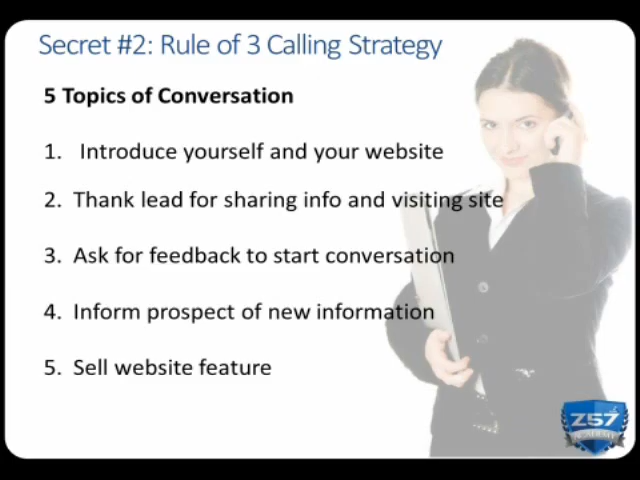 Secret #2: Rule of 3 Calling Strategy
5 Topics of Conversation
1. Introduce yourself and your website
2. Thank lead for sharing info and visiting site
3. Ask for feedback to start conversation
4. Inform prospect of new information
5. Sell website feature
Z57
ACADEMY